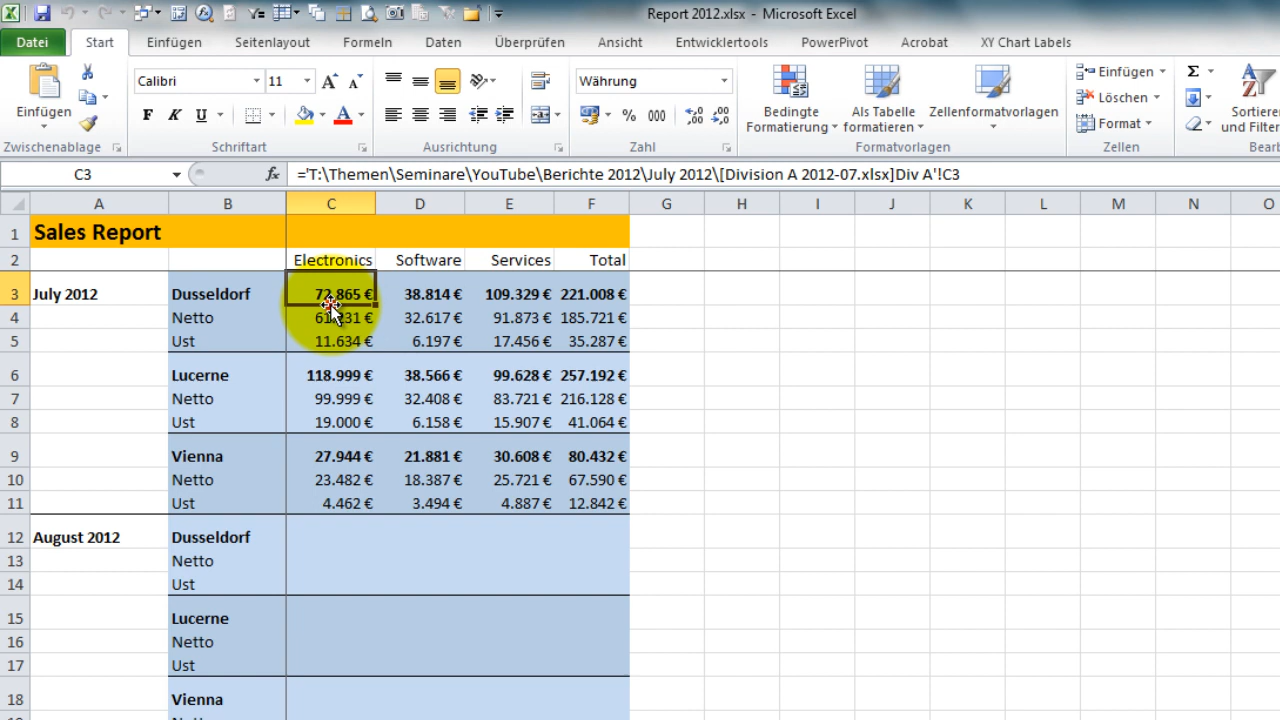 Report 2012.xlsx - Microsoft Excel
Datei Start Einfügen Seitenlayout Formeln Daten Überprüfen Ansicht Entwicklertools PowerPivot Acrobat XY Chart Labels
Einfügen
Zwischenablage
Calibri 11
F K U
Schriftart
Ausrichtung
Währung
% 000
Zahl
Bedingte Formatierung
Als Tabelle formatieren
Zellenformatvorlagen
Formatvorlagen
Einfügen
Löschen
Format
Zellen
Σ
Sortieren
und Filtern
C3 fx ='T:\Themen\Seminare\YouTube\Berichte 2012\July 2012\[Division A 2012-07.xlsx]Div A'!C3
A B C D E F G H I J K L M N O
1 Sales Report
2 Electronics Software Services Total
3 July 2012 Dusseldorf 72.865 € 38.814 € 109.329 € 221.008 €
4 Netto 32.617 € 91.873 € 185.721 €
5 Ust 11.634 € 6.197 € 17.456 € 35.287 €
6 Lucerne 118.999 € 38.566 € 99.628 € 257.192 €
7 Netto 99.999 € 32.408 € 83.721 € 216.128 €
8 Ust 19.000 € 6.158 € 15.907 € 41.064 €
9 Vienna 27.944 € 21.881 € 30.608 € 80.432 €
10 Netto 23.482 € 18.387 € 25.721 € 67.590 €
11 Ust 4.462 € 3.494 € 4.887 € 12.842 €
12 August 2012 Dusseldorf
13 Netto
14 Ust
15 Lucerne
16 Netto
17 Ust
18 Vienna